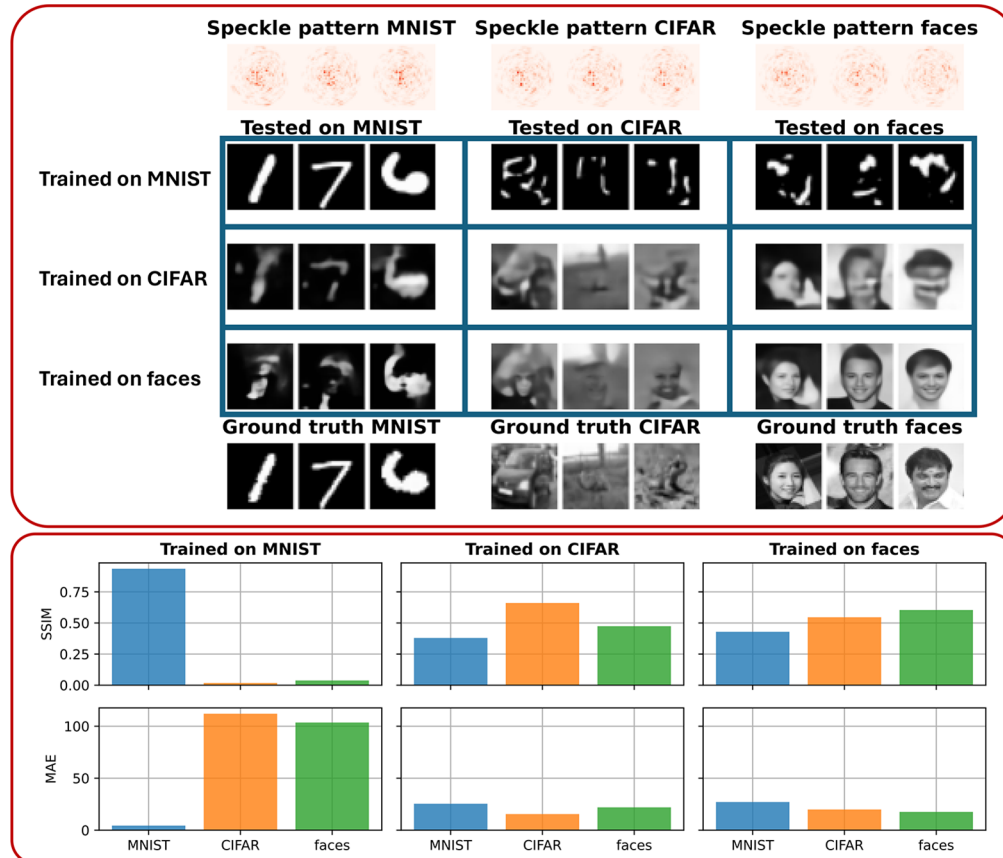 Speckle pattern MNIST Speckle pattern CIFAR Speckle pattern faces
Tested on MNIST Tested on CIFAR Tested on faces
Trained on MNIST
Trained on CIFAR
Trained on faces
Ground truth MNIST Ground truth CIFAR Ground truth faces
Trained on MNIST Trained on CIFAR Trained on faces
SSIM
0.75
0.50
0.25
0.00
MAE
100
50
0
MNIST CIFAR faces MNIST CIFAR faces MNIST CIFAR faces